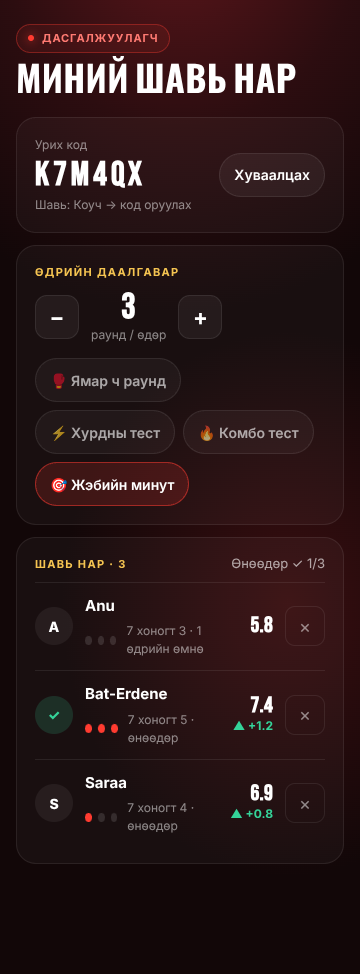 ДАСГАЛЖУУЛАГЧ
МИНИЙ ШАВЬ НАР
Урих код
K7M4QX
Хуваалцах
Шавь: Коуч → код оруулах
ӨДРИЙН ДААЛГАВАР
− 3 +
раунд / өдөр
🥊 Ямар ч раунд
⚡ Хурдны тест
🔥 Комбо тест
🎯 Жэбийн минут
ШАВЬ НАР · 3
Өнөөдөр ✓ 1/3
A
Anu
7 хоногт 3 · 1
өдрийн өмнө
5.8
×
✓
Bat-Erdene
7 хоногт 5 ·
өнөөдөр
7.4
▲ +1.2
×
S
Saraa
7 хоногт 4 ·
өнөөдөр
6.9
▲ +0.8
×